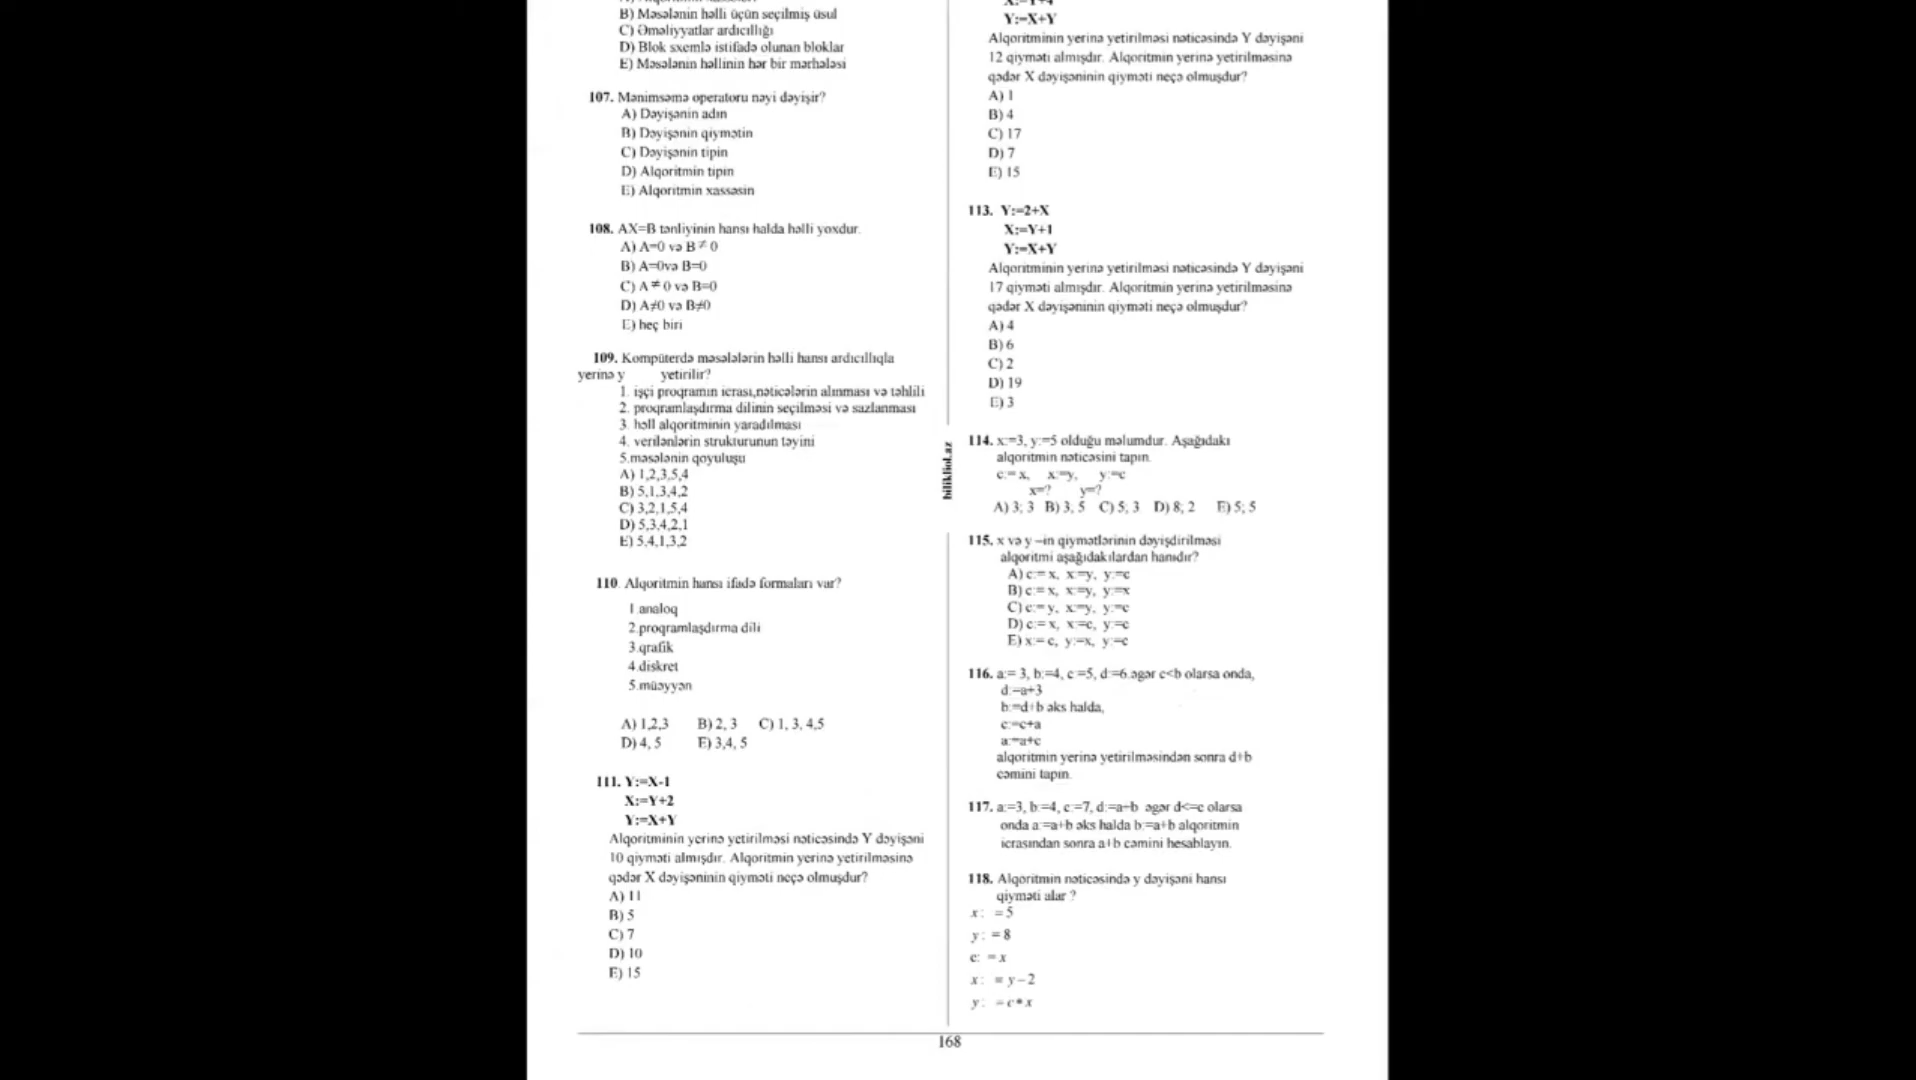 B) Məsələnin həlli üçün seçilmiş üsul
C) Əməliyyatlar ardıcıllığı
D) Blok sxemlə istifadə olunan bloklar
E) Məsələnin həllinin hər bir mərhələsi
107. Mənimsəmə operatoru nəyi dəyişir?
A) Dəyişənin adın
B) Dəyişənin qiymətin
C) Dəyişənin tipin
D) Alqoritmin tipin
E) Alqoritmin xassəsin
108. AX=B tənliyinin hansı halda həlli yoxdur.
A) A=0 və B ≠ 0
B) A=0və B=0
C) A ≠ 0 və B=0
D) A≠0 və B≠0
E) heç biri
109. Kompüterdə məsələlərin həlli hansı ardıcıllıqla
yerinə y yetirilir?
1. işçi proqramın icrası,nəticələrin alınması və təhlili
2. proqramlaşdırma dilinin seçilməsi və sazlanması
3. həll alqoritminin yaradılması
4. verilənlərin strukturunun təyini
5.məsələnin qoyuluşu
A) 1,2,3,5,4
B) 5,1,3,4,2
C) 3,2,1,5,4
D) 5,3,4,2,1
E) 5,4,1,3,2
110. Alqoritmin hansı ifadə formaları var?
1.analoq
2.proqramlaşdırma dili
3.qrafik
4.diskret
5.müəyyən
A) 1,2,3 B) 2, 3 C) 1, 3, 4,5
D) 4, 5 E) 3,4, 5
111. Y:=X-1
X:=Y+2
Y:=X+Y
Alqoritminin yerinə yetirilməsi nəticəsində Y dəyişəni
10 qiyməti almışdır. Alqoritmin yerinə yetirilməsinə
qədər X dəyişəninin qiyməti neçə olmuşdur?
A) 11
B) 5
C) 7
D) 10
E) 15
Y:=X+Y
Alqoritminin yerinə yetirilməsi nəticəsində Y dəyişəni
12 qiyməti almışdır. Alqoritmin yerinə yetirilməsinə
qədər X dəyişəninin qiyməti neçə olmuşdur?
A) 1
B) 4
C) 17
D) 7
E) 15
113. Y:=2+X
X:=Y+1
Y:=X+Y
Alqoritminin yerinə yetirilməsi nəticəsində Y dəyişəni
17 qiyməti almışdır. Alqoritmin yerinə yetirilməsinə
qədər X dəyişəninin qiyməti neçə olmuşdur?
A) 4
B) 6
C) 2
D) 19
E) 3
bilikliol.az
114. x:=3, y:=5 olduğu məlumdur. Aşağıdakı
alqoritmin nəticəsini tapın.
c:= x, x:=y, y:=c
x=? y=?
A) 3; 3 B) 3, 5 C) 5; 3 D) 8; 2 E) 5; 5
115. x və y –in qiymətlərinin dəyişdirilməsi
alqoritmi aşağıdakılardan hanıdır?
A) c:= x, x:=y, y:=c
B) c:= x, x:=y, y:=x
C) c:= y, x:=y, y:=c
D) c:= x, x:=c, y:=c
E) x:= c, y:=x, y:=c
116. a:= 3, b:=4, c:=5, d:=6.əgər c<b olarsa onda,
d:=a+3
b:=d+b əks halda,
c:=c+a
a:=a+c
alqoritmin yerinə yetirilməsindən sonra d+b
cəmini tapın.
117. a:=3, b:=4, c:=7, d:=a+b əgər d<=c olarsa
onda a:=a+b əks halda b:=a+b alqoritmin
icrasından sonra a+b cəmini hesablayın.
118. Alqoritmin nəticəsində y dəyişəni hansı
qiyməti alar ?
x: = 5
y: = 8
c: = x
x: = y – 2
y: = c * x
168